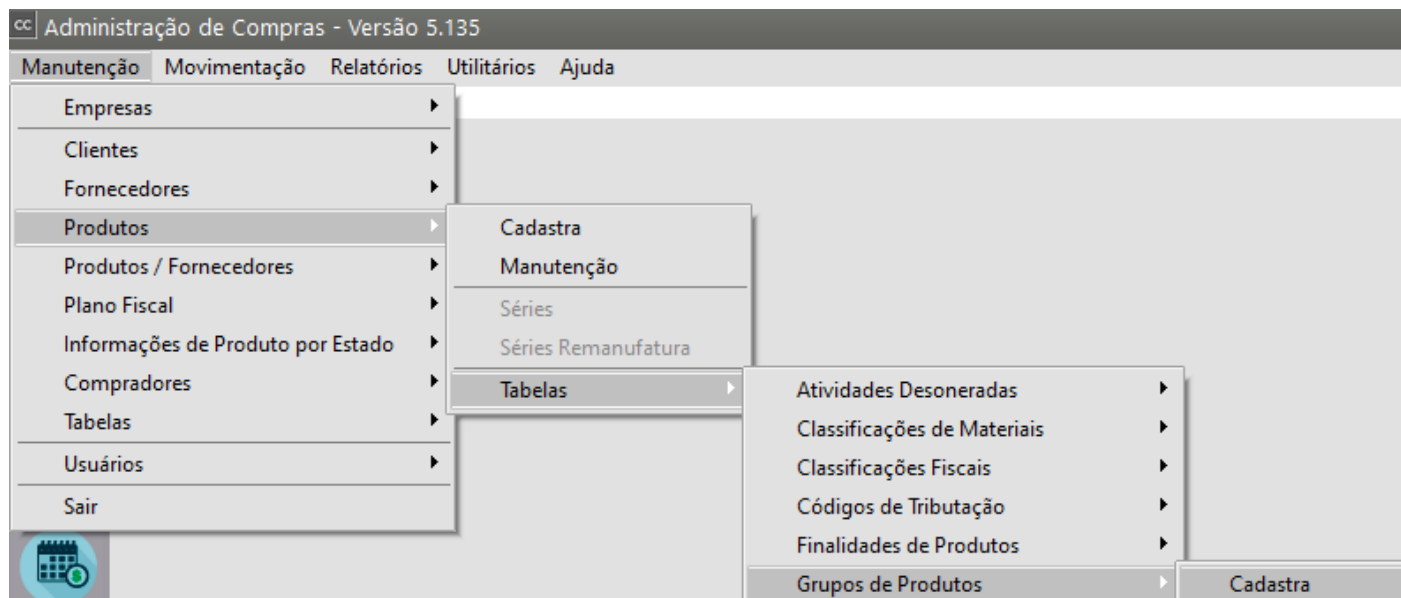 cc Administração de Compras - Versão 5.135
Manutenção Movimentação Relatórios Utilitários Ajuda
Empresas
Clientes
Fornecedores
Produtos
Produtos / Fornecedores
Plano Fiscal
Informações de Produto por Estado
Compradores
Tabelas
Usuários
Sair
Cadastra
Manutenção
Séries
Séries Remanufatura
Tabelas
Atividades Desoneradas
Classificações de Materiais
Classificações Fiscais
Códigos de Tributação
Finalidades de Produtos
Grupos de Produtos
Cadastra